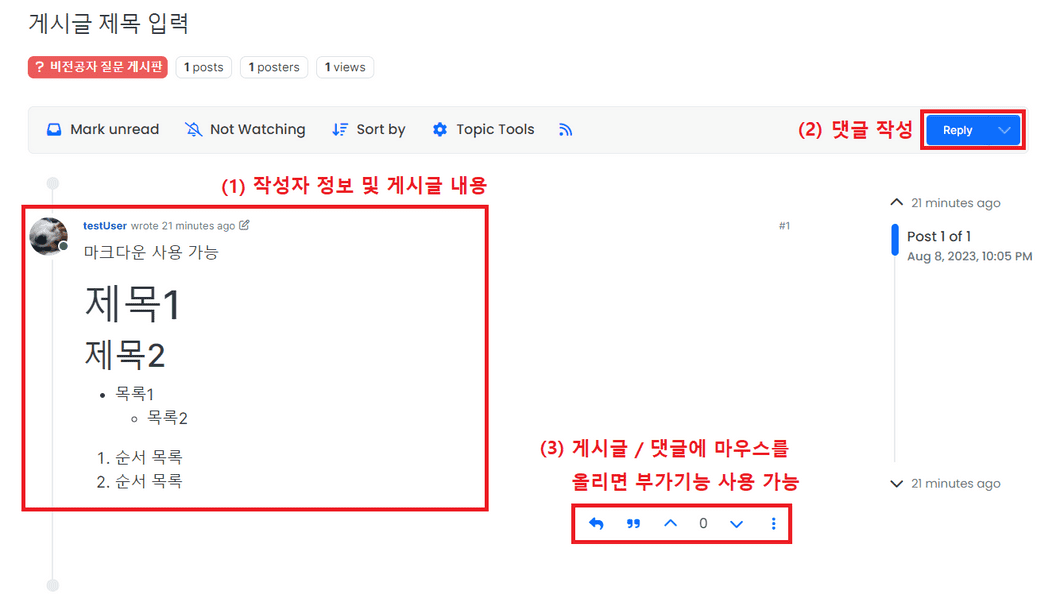 게시글 제목 입력
? 비전공자 질문 게시판 1 posts 1 posters 1 views
Mark unread Not Watching Sort by Topic Tools (2) 댓글 작성 Reply
(1) 작성자 정보 및 게시글 내용
testUser wrote 21 minutes ago #1
마크다운 사용 가능
제목1
제목2
• 목록1
◦ 목록2
1. 순서 목록
2. 순서 목록
21 minutes ago
Post 1 of 1
Aug 8, 2023, 10:05 PM
21 minutes ago
(3) 게시글 / 댓글에 마우스를
올리면 부가기능 사용 가능
0